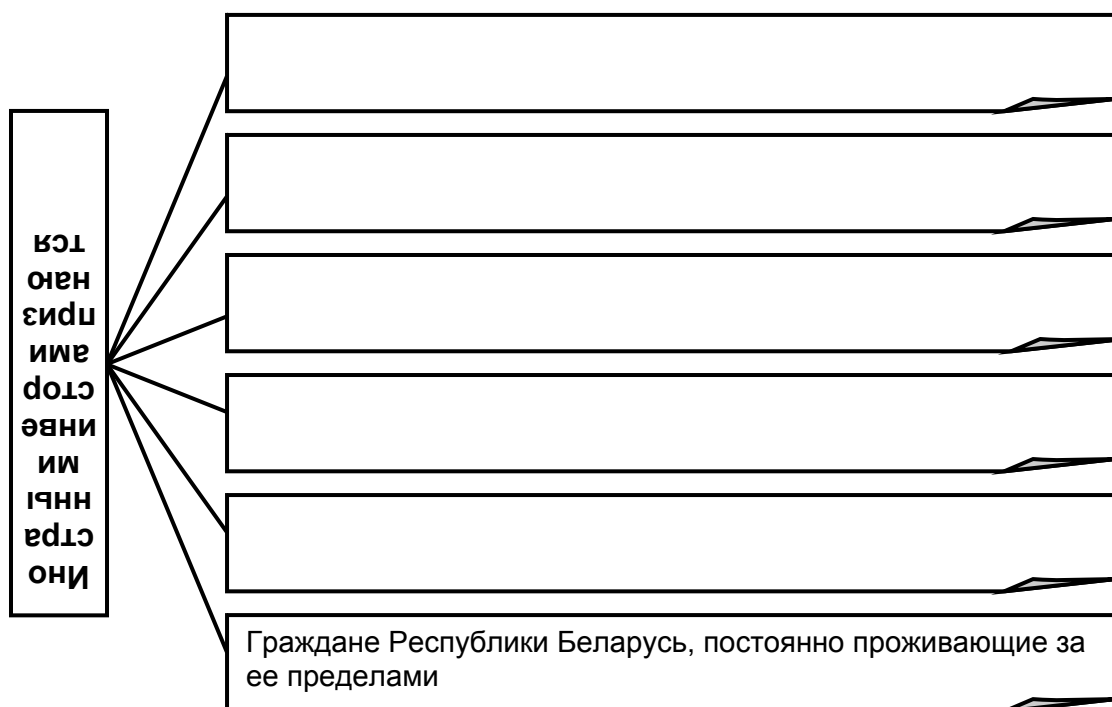 Ино
стра
нны
ми
инве
стор
ами
приз
наю
тся
Граждане Республики Беларусь, постоянно проживающие за
ее пределами